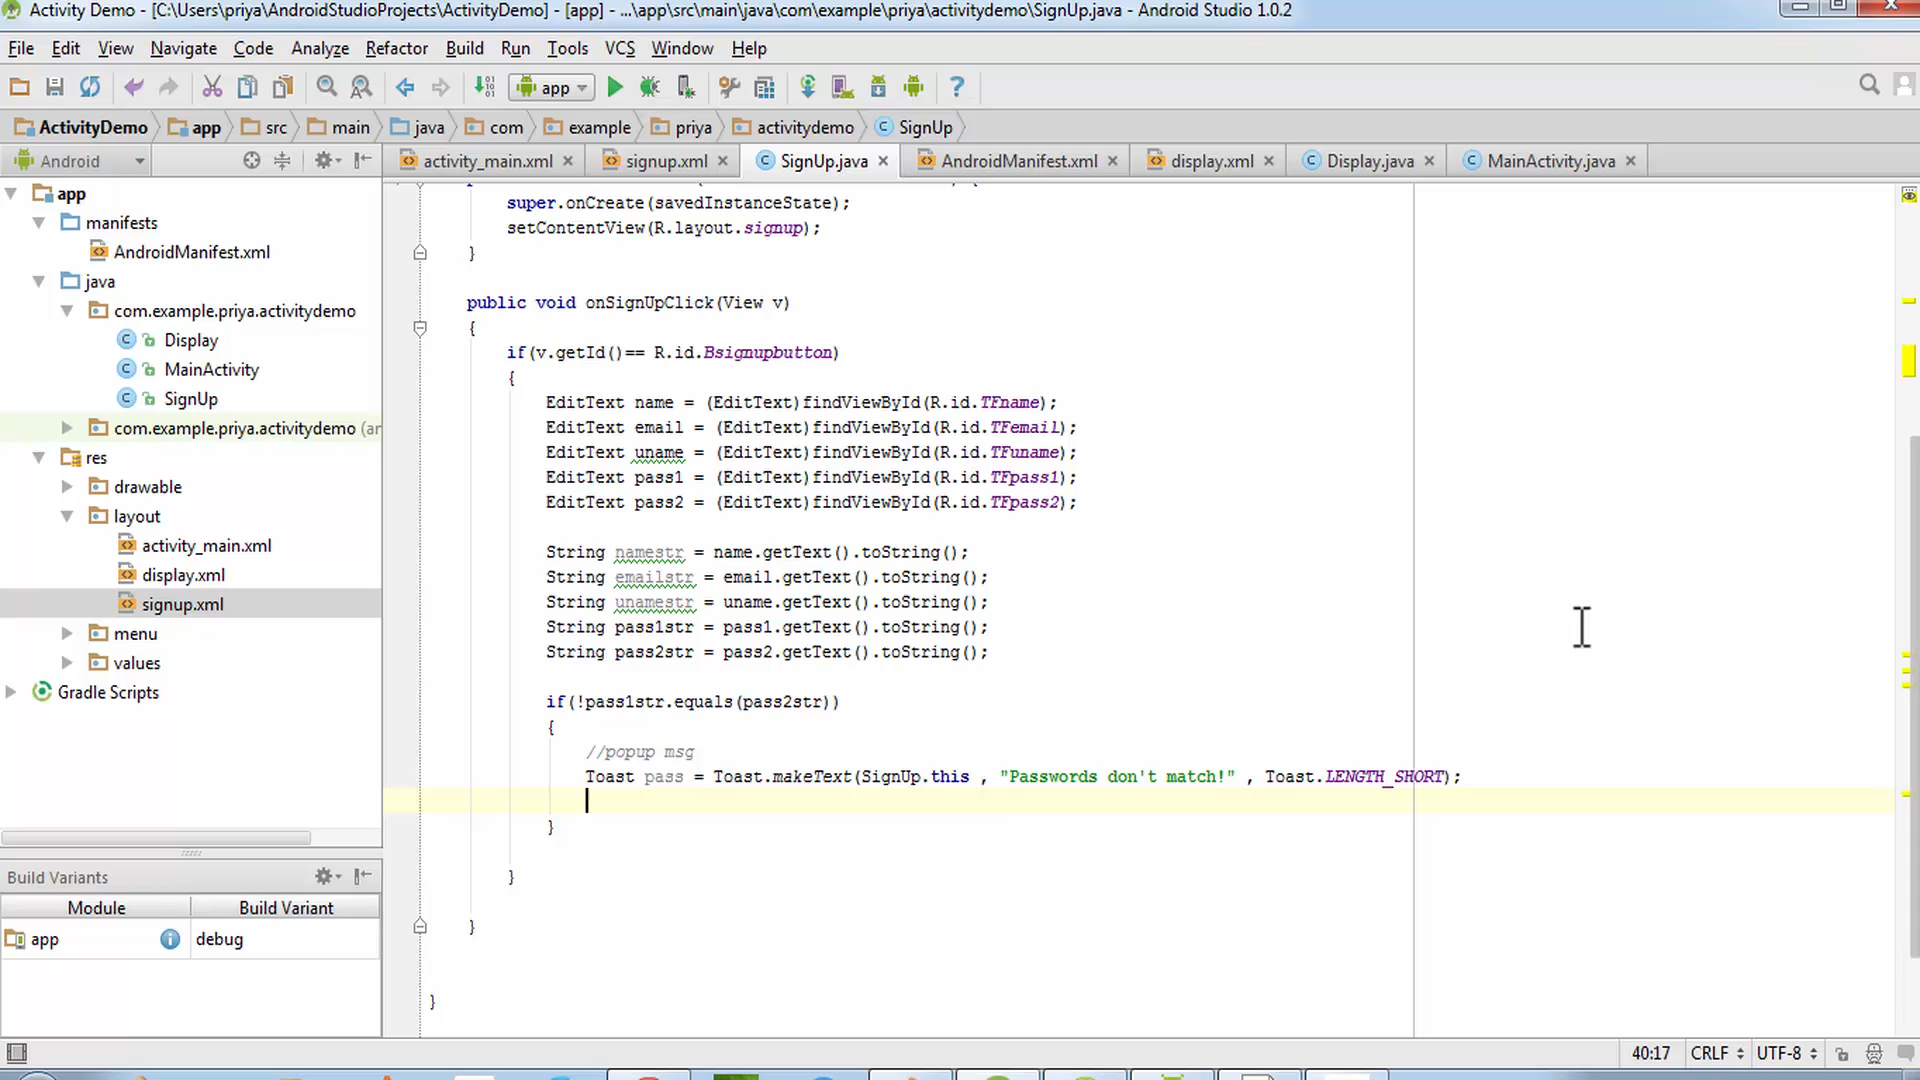 Activity Demo - [C:\Users\priya\AndroidStudioProjects\ActivityDemo] - [app] - ...\app\src\main\java\com\example\priya\activitydemo\SignUp.java - Android Studio 1.0.2
File Edit View Navigate Code Analyze Refactor Build Run Tools VCS Window Help
app
ActivityDemo app src main java com example priya activitydemo SignUp
Android
activity_main.xml signup.xml SignUp.java AndroidManifest.xml display.xml Display.java MainActivity.java
app
manifests
AndroidManifest.xml
java
com.example.priya.activitydemo
Display
MainActivity
SignUp
com.example.priya.activitydemo (an
res
drawable
layout
activity_main.xml
display.xml
signup.xml
menu
values
Gradle Scripts
Build Variants
Module Build Variant
app debug
super.onCreate(savedInstanceState);
setContentView(R.layout.signup);
}
public void onSignUpClick(View v)
{
if(v.getId()== R.id.Bsignupbutton)
{
EditText name = (EditText)findViewById(R.id.TFname);
EditText email = (EditText)findViewById(R.id.TFemail);
EditText uname = (EditText)findViewById(R.id.TFuname);
EditText pass1 = (EditText)findViewById(R.id.TFpass1);
EditText pass2 = (EditText)findViewById(R.id.TFpass2);
String namestr = name.getText().toString();
String emailstr = email.getText().toString();
String unamestr = uname.getText().toString();
String pass1str = pass1.getText().toString();
String pass2str = pass2.getText().toString();
if(!pass1str.equals(pass2str))
{
//popup msg
Toast pass = Toast.makeText(SignUp.this , "Passwords don't match!" , Toast.LENGTH_SHORT);
}
}
}
}
40:17 CRLF UTF-8